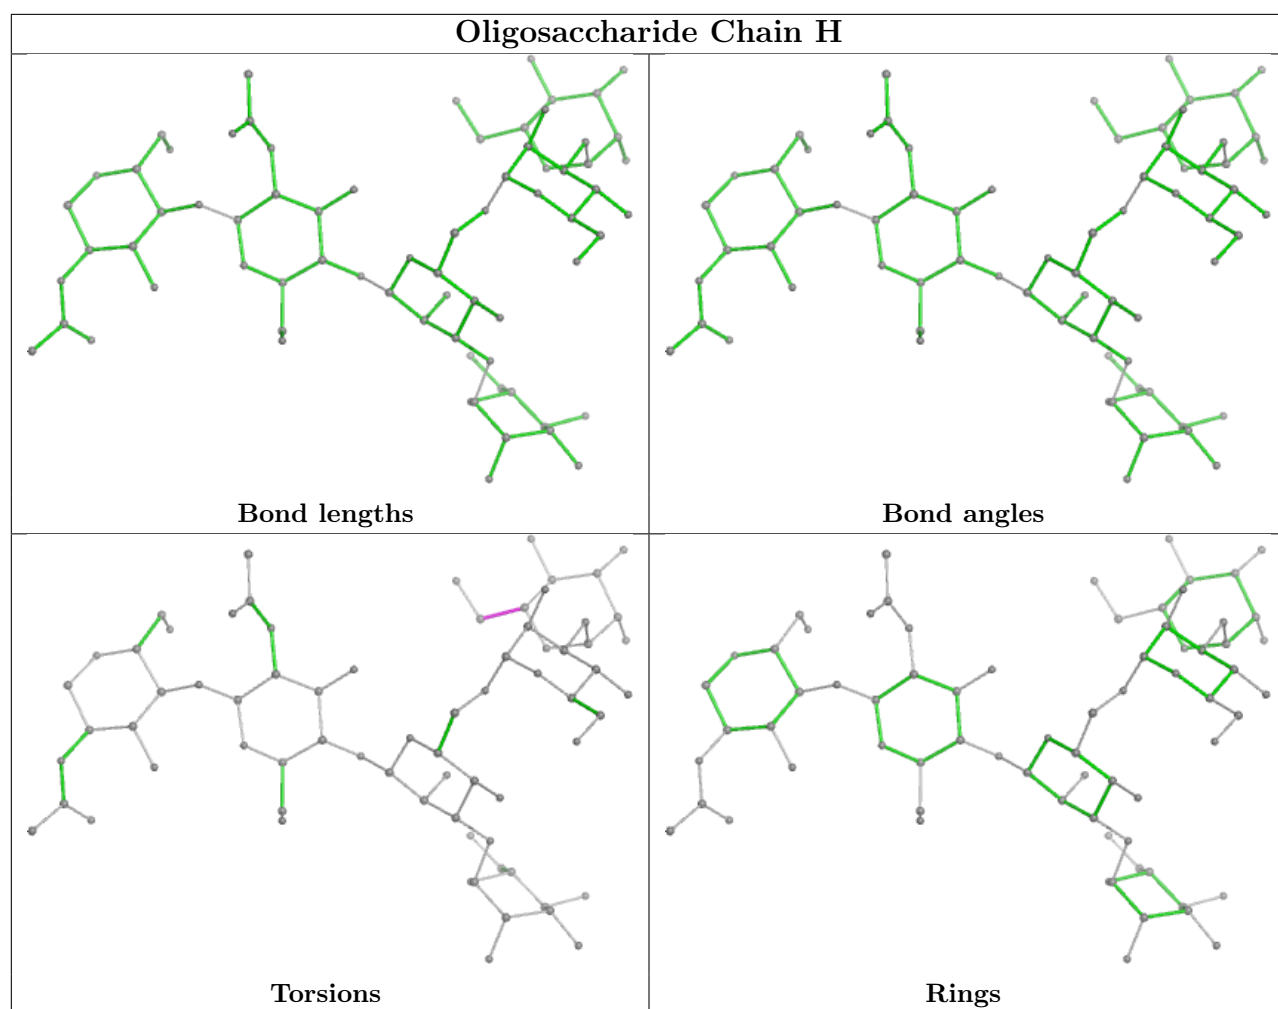 Oligosaccharide Chain H
Bond lengths
Bond angles
Torsions
Rings